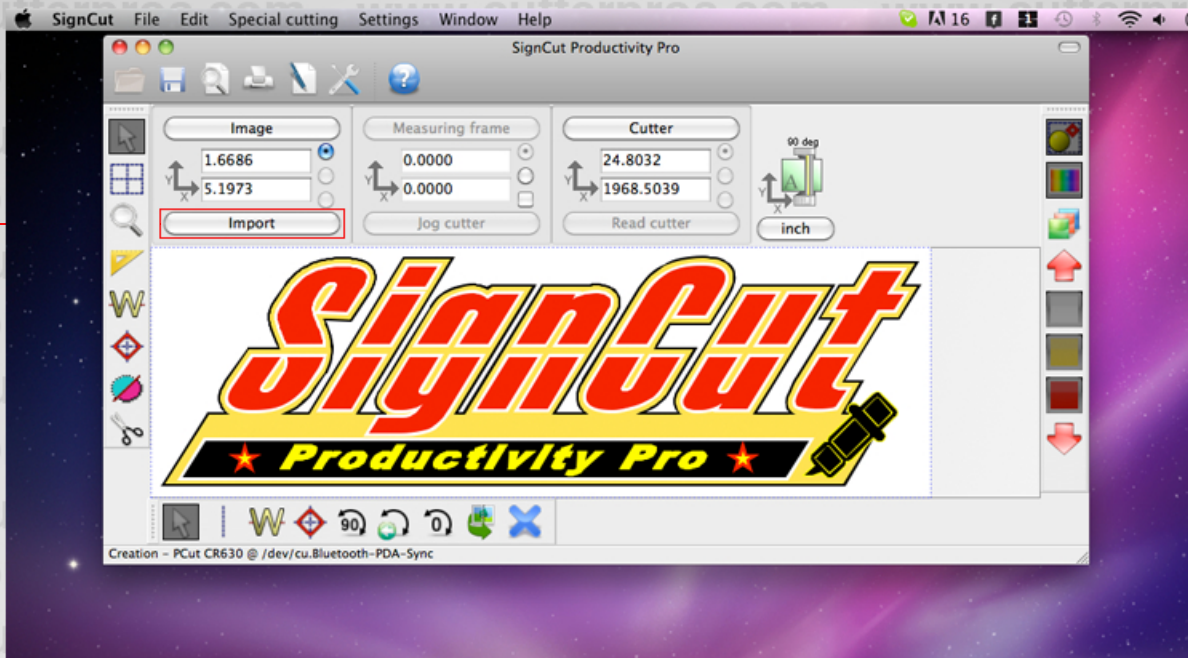 SignCut File Edit Special cutting Settings Window Help 16
SignCut Productivity Pro
Image Measuring frame Cutter
90 deg
1.6686 0.0000 24.8032
Y Y Y Y A
5.1973 0.0000 1968.5039
X X X X
Import Jog cutter Read cutter inch
SignCut
Productivity Pro
90 0
Creation - PCut CR630 @ /dev/cu.Bluetooth-PDA-Sync